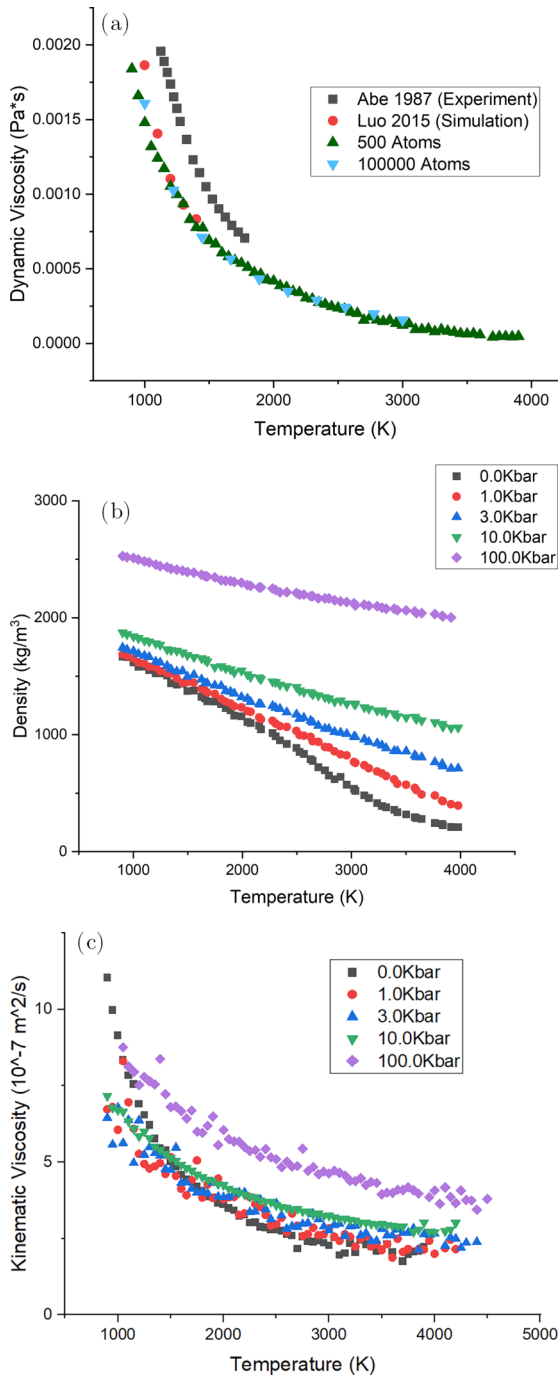 (a)
0.0020
0.0015
0.0010
0.0005
0.0000
Dynamic Viscosity (Pa*s)
Abe 1987 (Experiment)
Luo 2015 (Simulation)
500 Atoms
100000 Atoms
1000 2000 3000 4000
Temperature (K)
(b)
0.0Kbar
1.0Kbar
3.0Kbar
10.0Kbar
100.0Kbar
3000
2000
1000
0
Density (kg/m³)
1000 2000 3000 4000
Temperature (K)
(c)
0.0Kbar
1.0Kbar
3.0Kbar
10.0Kbar
100.0Kbar
10
5
0
Kinematic Viscosity (10^-7 m^2/s)
1000 2000 3000 4000 5000
Temperature (K)